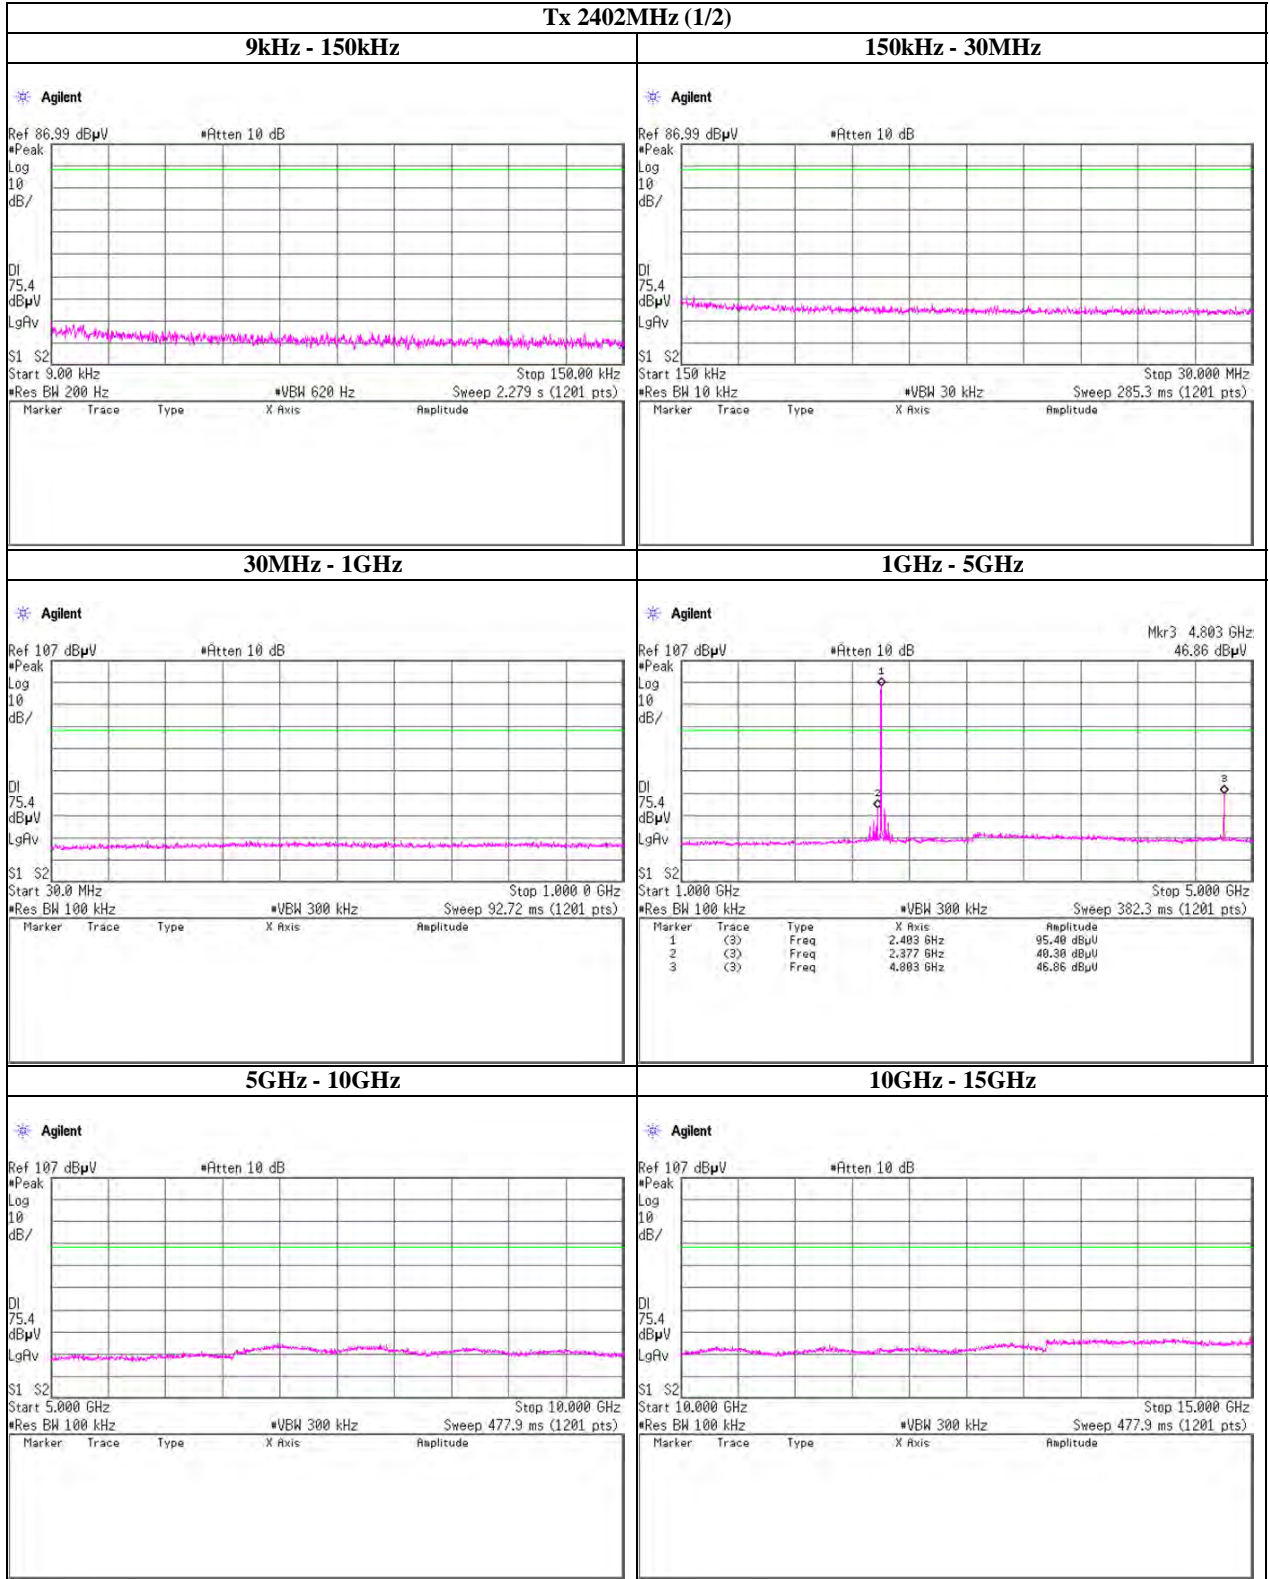 Tx 2402MHz (1/2)
9kHz - 150kHz
Agilent
Ref 86.99 dBµV #Atten 10 dB
#Peak
Log
10
dB/
DI
75.4
dBµV
LgAv
S1 S2
Start 9.00 kHz Stop 150.00 kHz
#Res BW 200 Hz #VBW 620 Hz Sweep 2.279 s (1201 pts)
Marker Trace Type X Axis Amplitude
150kHz - 30MHz
Agilent
Ref 86.99 dBµV #Atten 10 dB
#Peak
Log
10
dB/
DI
75.4
dBµV
LgAv
S1 S2
Start 150 kHz Stop 30.000 MHz
#Res BW 10 kHz #VBW 30 kHz Sweep 285.3 ms (1201 pts)
Marker Trace Type X Axis Amplitude
30MHz - 1GHz
Agilent
Ref 107 dBµV #Atten 10 dB
#Peak
Log
10
dB/
DI
75.4
dBµV
LgAv
S1 S2
Start 30.0 MHz Stop 1.000 0 GHz
#Res BW 100 kHz #VBW 300 kHz Sweep 92.72 ms (1201 pts)
Marker Trace Type X Axis Amplitude
1GHz - 5GHz
Agilent
Mkr3 4.803 GHz
Ref 107 dBµV #Atten 10 dB 46.86 dBµV
#Peak
Log
10
dB/
1
2
3
DI
75.4
dBµV
LgAv
S1 S2
Start 1.000 GHz Stop 5.000 GHz
#Res BW 100 kHz #VBW 300 kHz Sweep 382.3 ms (1201 pts)
Marker Trace Type X Axis Amplitude
1 (3) Freq 2.403 GHz 95.40 dBµV
2 (3) Freq 2.377 GHz 40.30 dBµV
3 (3) Freq 4.803 GHz 46.86 dBµV
5GHz - 10GHz
Agilent
Ref 107 dBµV #Atten 10 dB
#Peak
Log
10
dB/
DI
75.4
dBµV
LgAv
S1 S2
Start 5.000 GHz Stop 10.000 GHz
#Res BW 100 kHz #VBW 300 kHz Sweep 477.9 ms (1201 pts)
Marker Trace Type X Axis Amplitude
10GHz - 15GHz
Agilent
Ref 107 dBµV #Atten 10 dB
#Peak
Log
10
dB/
DI
75.4
dBµV
LgAv
S1 S2
Start 10.000 GHz Stop 15.000 GHz
#Res BW 100 kHz #VBW 300 kHz Sweep 477.9 ms (1201 pts)
Marker Trace Type X Axis Amplitude